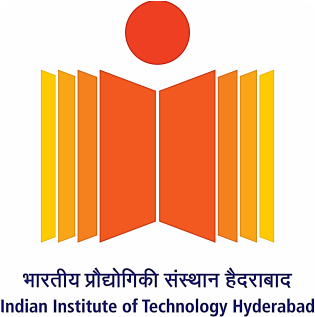 भारतीय प्रौद्योगिकी संस्थान हैदराबाद
Indian Institute of Technology Hyderabad